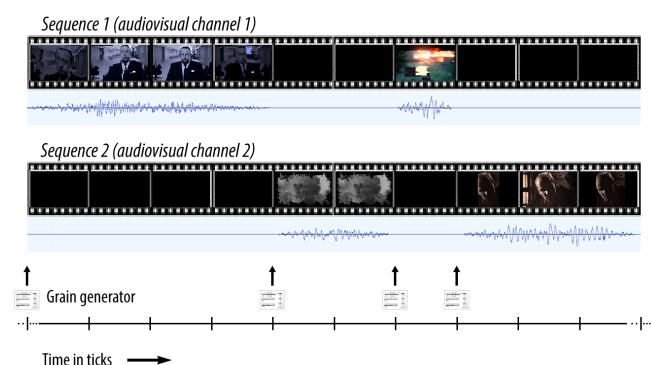 Sequence 1 (audiovisual channel 1)
Sequence 2 (audiovisual channel 2)
Grain generator
Time in ticks